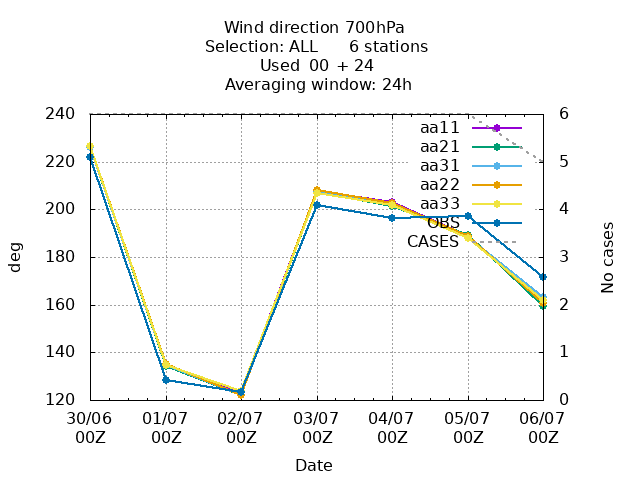 Wind direction 700hPa
Selection: ALL 6 stations
Used 00 + 24
Averaging window: 24h
240
220
200
180
160
140
120
deg
6
5
4
3
2
1
0
No cases
aa11
aa21
aa31
aa22
aa33
OBS
CASES
30/06 01/07 02/07 03/07 04/07 05/07 06/07
00Z 00Z 00Z 00Z 00Z 00Z 00Z
Date